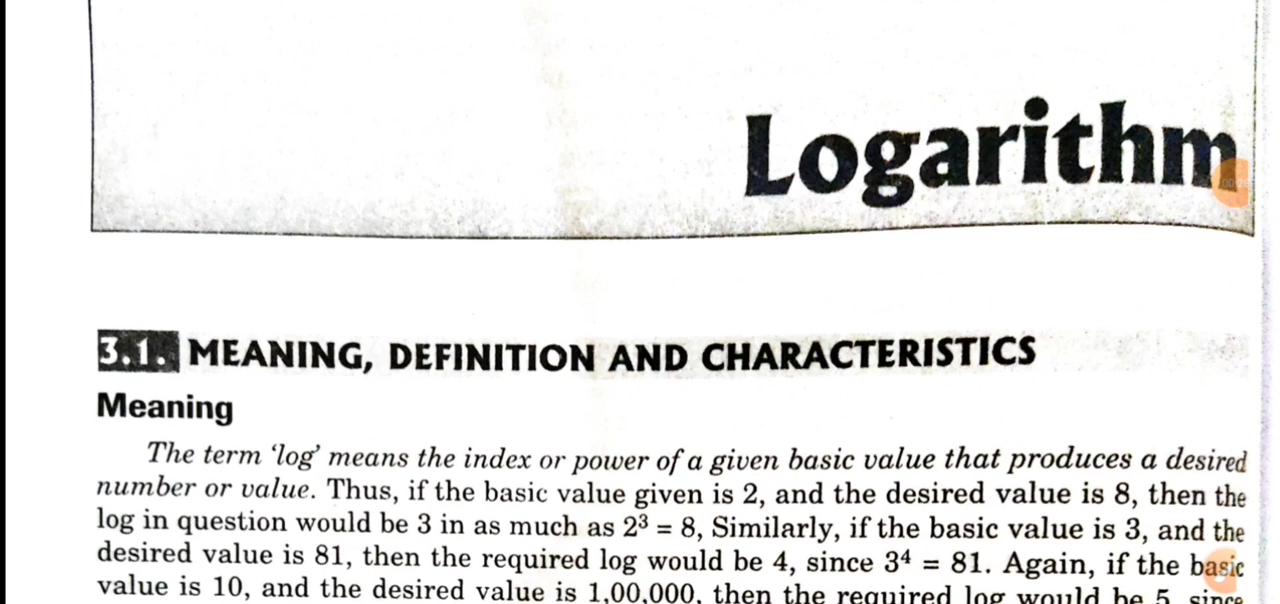 Logarithm
3.1. MEANING, DEFINITION AND CHARACTERISTICS
Meaning
The term ‘log’ means the index or power of a given basic value that produces a desired
number or value. Thus, if the basic value given is 2, and the desired value is 8, then the
log in question would be 3 in as much as 2³ = 8, Similarly, if the basic value is 3, and the
desired value is 81, then the required log would be 4, since 3⁴ = 81. Again, if the basic
value is 10, and the desired value is 1,00,000, then the required log would be 5, since